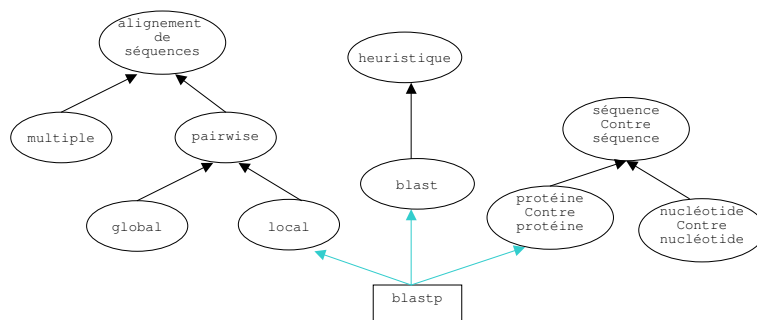 alignement
de
séquences
heuristique
séquence
Contre
séquence
multiple
pairwise
blast
protéine
Contre
protéine
nucléotide
Contre
nucléotide
global
local
blastp